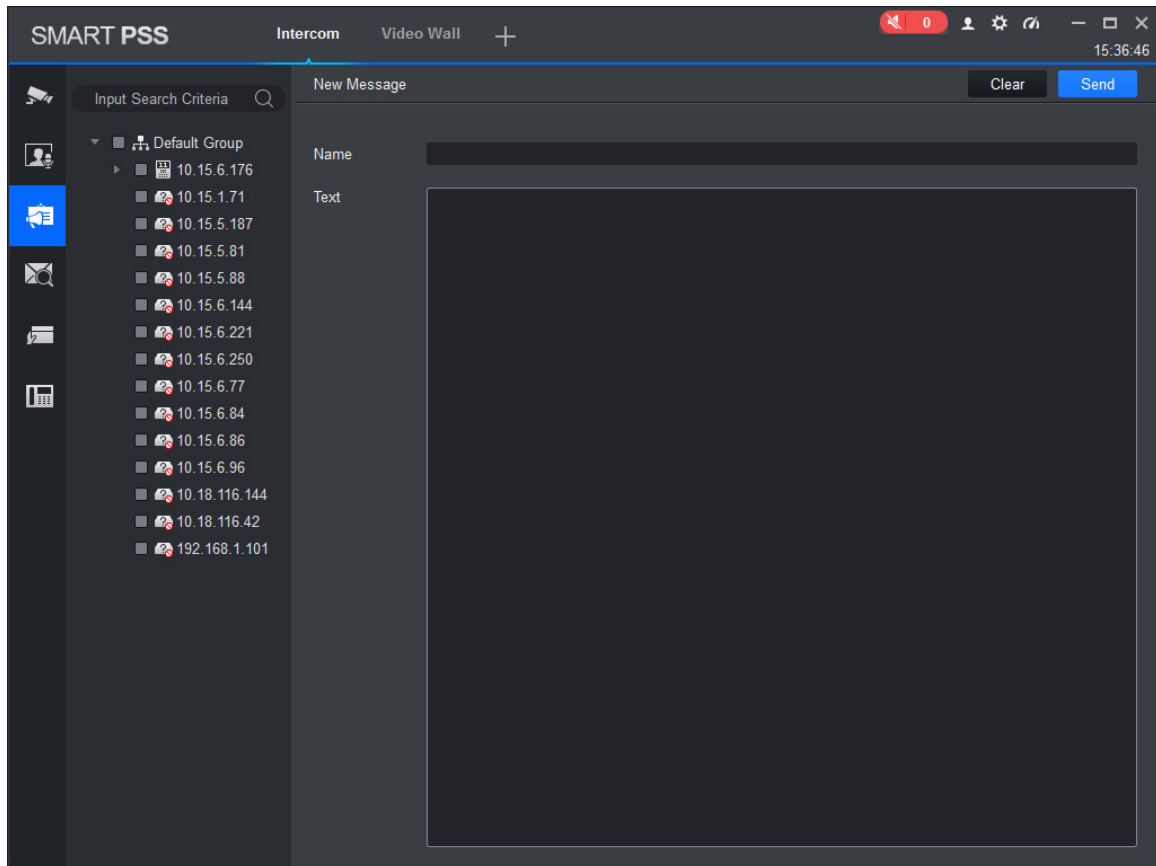 SMART PSS
Intercom
Video Wall
0
15:36:46
Input Search Criteria
New Message
Clear
Send
Default Group
10.15.6.176
10.15.1.71
10.15.5.187
10.15.5.81
10.15.5.88
10.15.6.144
10.15.6.221
10.15.6.250
10.15.6.77
10.15.6.84
10.15.6.86
10.15.6.96
10.18.116.144
10.18.116.42
192.168.1.101
Name
Text